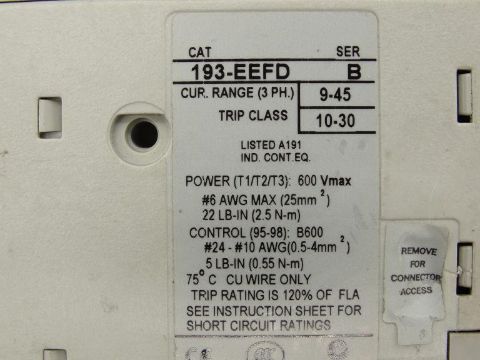 CAT SER
193-EEFD B
CUR. RANGE (3 PH.) 9-45
TRIP CLASS 10-30
LISTED A191
IND. CONT.EQ.
POWER (T1/T2/T3): 600 Vmax
#6 AWG MAX (25mm²)
22 LB-IN (2.5 N-m)
CONTROL (95-98): B600
#24 - #10 AWG(0.5-4mm²)
5 LB-IN (0.55 N-m)
75°C CU WIRE ONLY
TRIP RATING IS 120% OF FLA
SEE INSTRUCTION SHEET FOR
SHORT CIRCUIT RATINGS
REMOVE
FOR
CONNECTOR
ACCESS